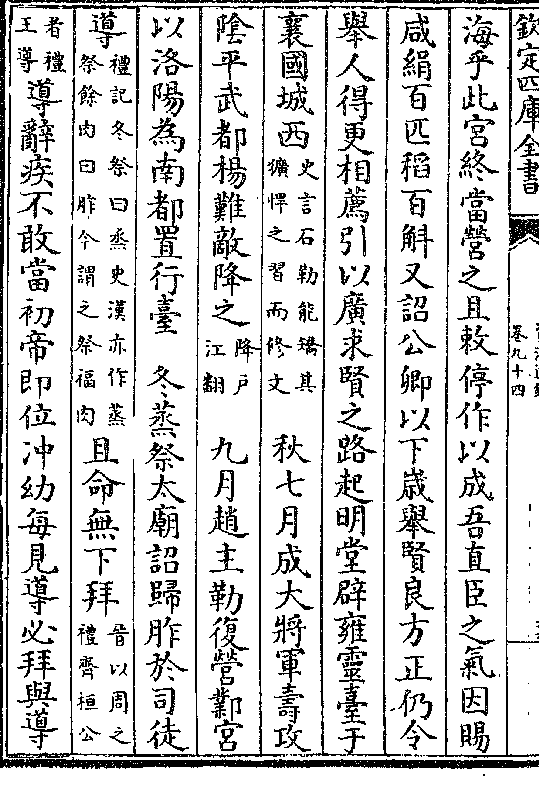 欽定四庫全書
卷九十四
海乎此宮終當營之且敕停作以成吾直臣之氣因賜
咸絹百匹稻百斛又詔公卿以下歲舉賢良方正仍令
舉人得更相薦引以廣求賢之路起明堂辟雍靈臺于
襄國城西史言石勒能矯其獷悍之習而修文 秋七月成大將軍壽攻
陰平武都楊難敵降之降戶江翻 九月趙主勒復營鄴宮
以洛陽為南都置行臺 冬蒸祭太廟詔歸胙於司徒
導禮記冬祭曰烝史漢亦作蒸祭餘肉曰胙今謂之祭福肉且命無下拜晉以周之禮齊桓公
者禮王導導辭疾不敢當初帝即位冲幼每見導必拜與導